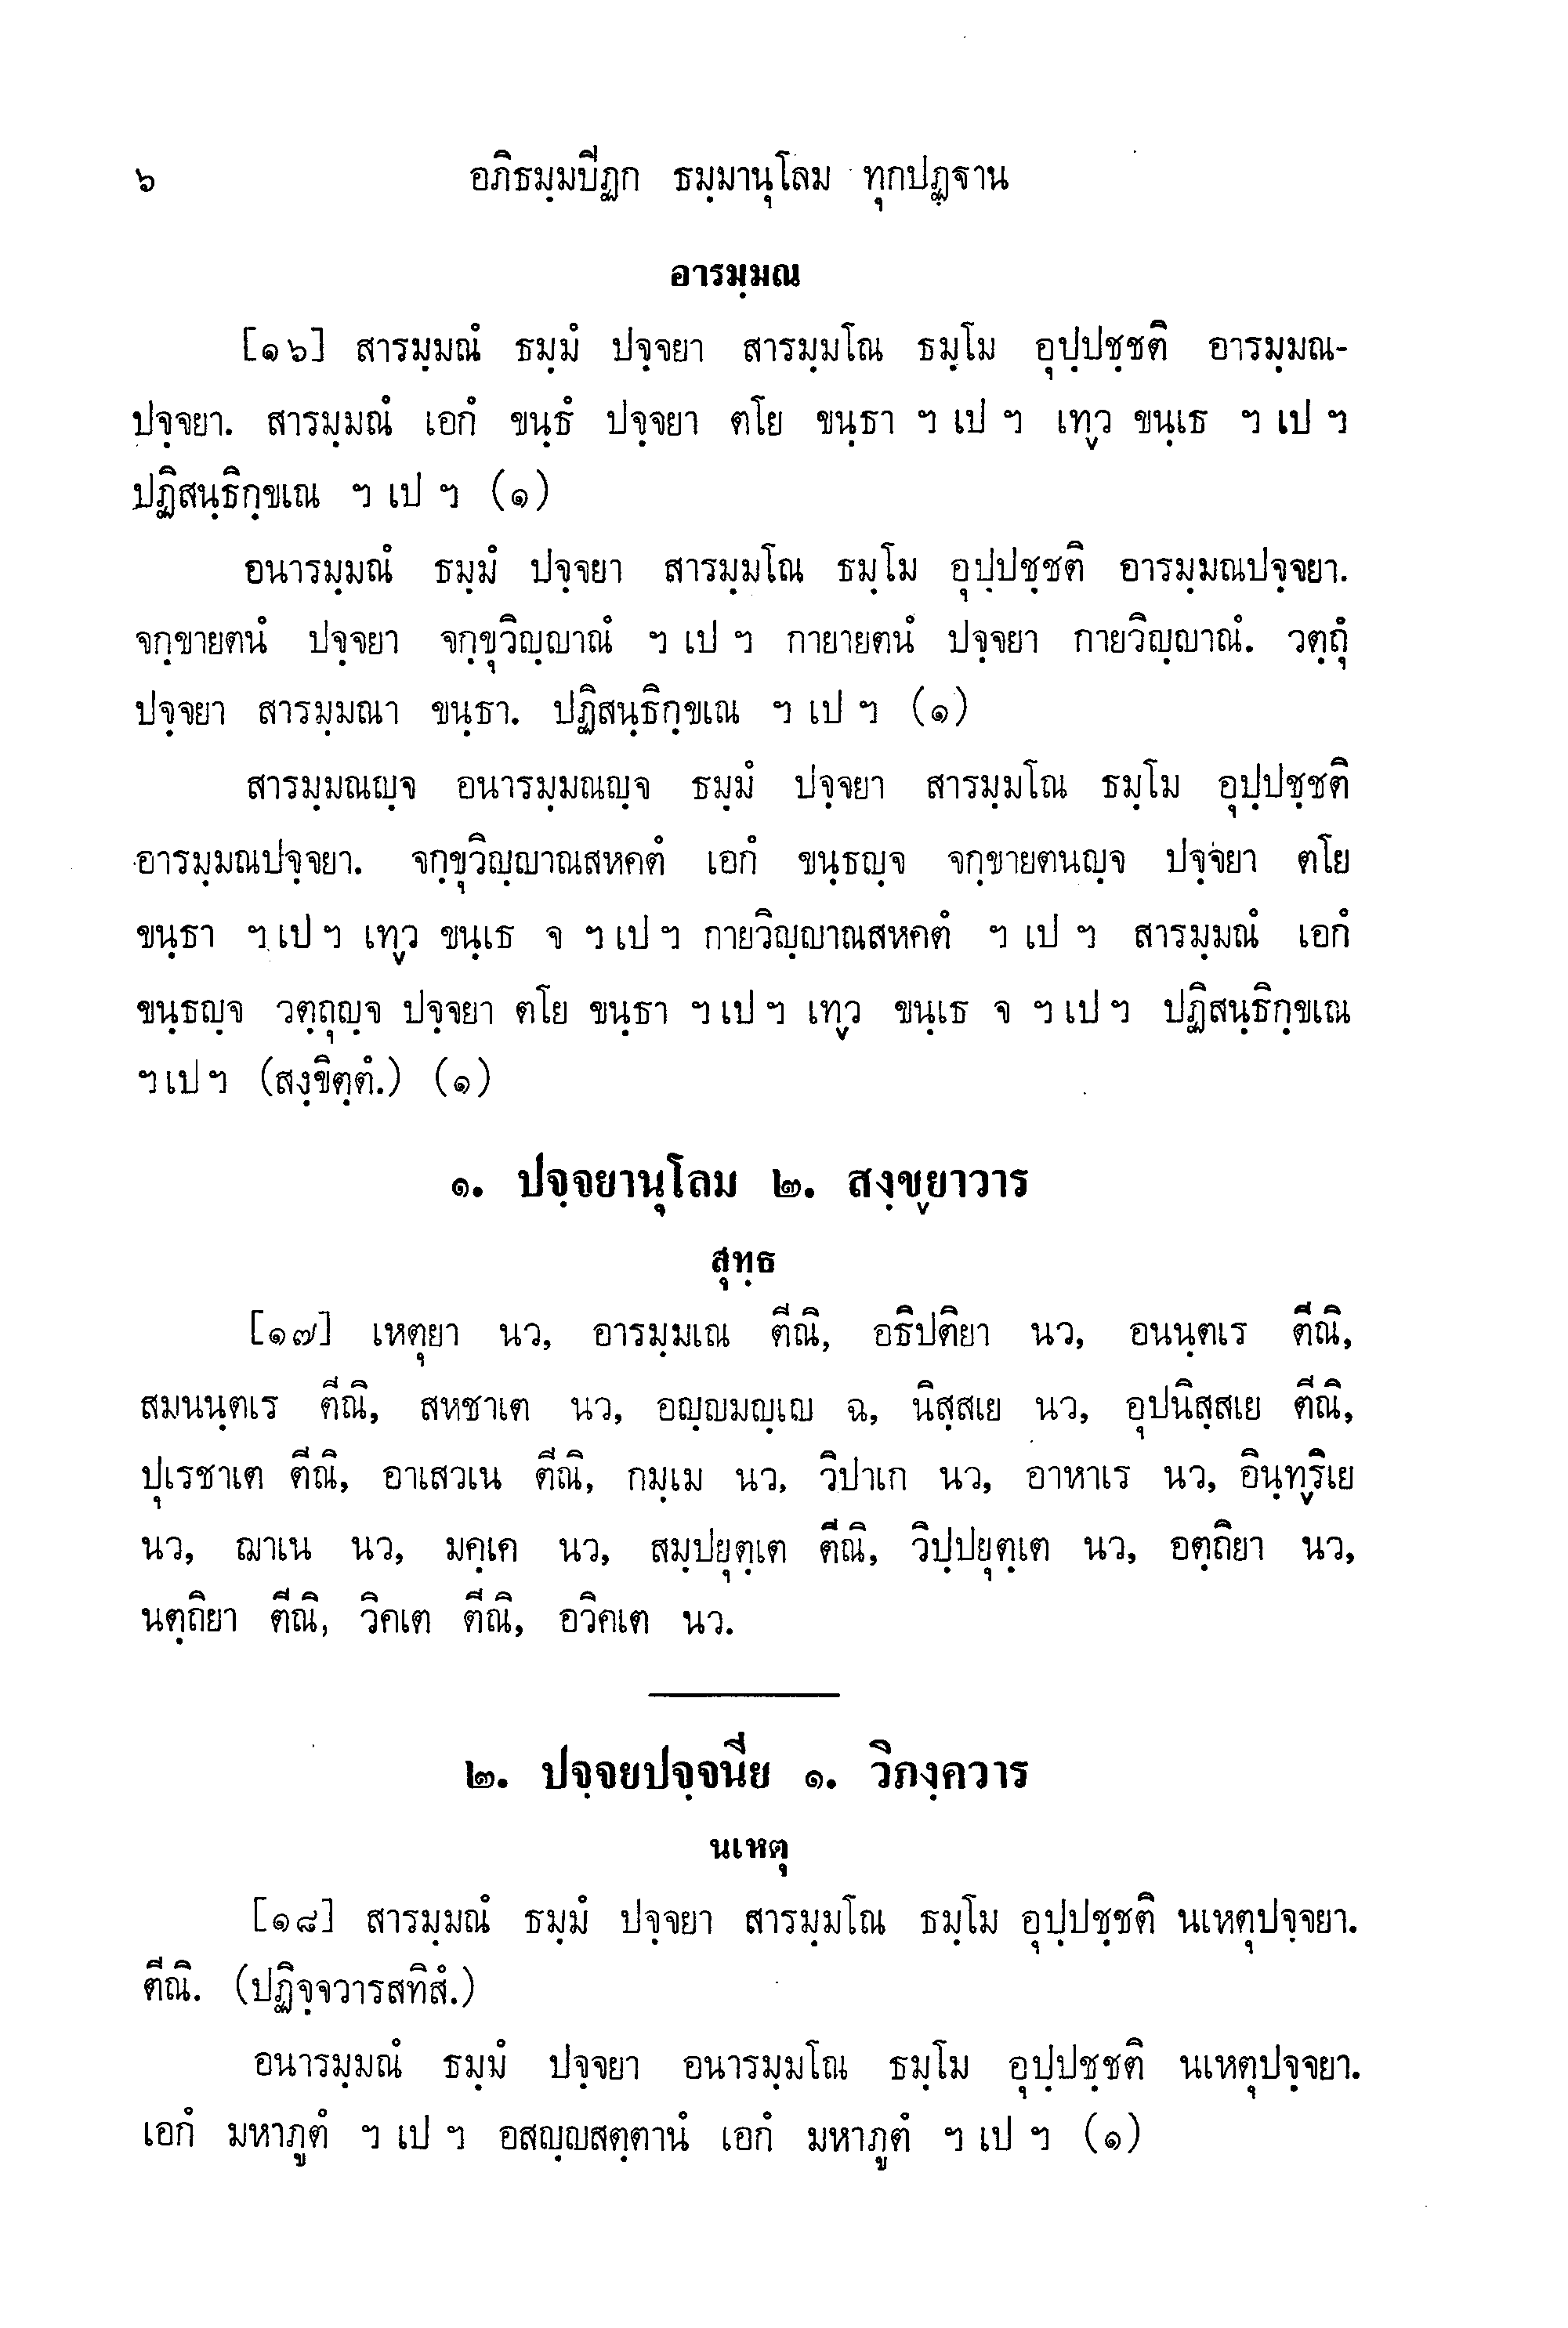 ๖ อภิธมฺมปีฏก ธมฺมานุโลม ทุกปฏฺฐาน
อารมฺมณ
[๑๖] สารมฺมณํ ธมฺมํ ปจฺจยา สารมฺมโณ ธมฺโม อุปฺปชฺชติ อารมฺมณ-
ปจฺจยา. สารมฺมณํ เอกํ ขนฺธํ ปจฺจยา ตโย ขนฺธา ฯ เป ฯ เทฺว ขนฺเธ ฯ เป ฯ
ปฏิสนฺธิกฺขเณ ฯ เป ฯ (๑)
อนารมฺมณํ ธมฺมํ ปจฺจยา สารมฺมโณ ธมฺโม อุปฺปชฺชติ อารมฺมณปจฺจยา.
จกฺขายตนํ ปจฺจยา จกฺขุวิญฺญาณํ ฯ เป ฯ กายายตนํ ปจฺจยา กายวิญฺญาณํ. วตฺถุํ
ปจฺจยา สารมฺมณา ขนฺธา. ปฏิสนฺธิกฺขเณ ฯ เป ฯ (๑)
สารมฺมณญฺจ อนารมฺมณญฺจ ธมฺมํ ปจฺจยา สารมฺมโณ ธมฺโม อุปฺปชฺชติ
อารมฺมณปจฺจยา. จกฺขุวิญฺญาณสหคตํ เอกํ ขนฺธญฺจ จกฺขายตนญฺจ ปจฺจยา ตโย
ขนฺธา ฯ เป ฯ เทฺว ขนฺเธ จ ฯ เป ฯ กายวิญฺญาณสหคตํ ฯ เป ฯ สารมฺมณํ เอกํ
ขนฺธญฺจ วตฺถุญฺจ ปจฺจยา ตโย ขนฺธา ฯ เป ฯ เทฺว ขนฺเธ จ ฯ เป ฯ ปฏิสนฺธิกฺขเณ
ฯ เป ฯ (สงฺขิตฺตํ.) (๑)
๑. ปจฺจยานุโลม ๒. สงฺขฺยาวาร
สุทฺธ
[๑๗] เหตุยา นว, อารมฺมเณ ตีณิ, อธิปติยา นว, อนนฺตเร ตีณิ,
สมนนฺตเร ตีณิ, สหชาเต นว, อญฺญมญฺเญ ฉ, นิสฺสเย นว, อุปนิสฺสเย ตีณิ,
ปุเรชาเต ตีณิ, อาเสวเน ตีณิ, กมฺเม นว, วิปาเก นว, อาหาเร นว, อินฺทฺริเย
นว, ฌาเน นว, มคฺเค นว, สมฺปยุตฺเต ตีณิ, วิปฺปยุตฺเต นว, อตฺถิยา นว,
นตฺถิยา ตีณิ, วิคเต ตีณิ, อวิคเต นว.
๒. ปจฺจยปจฺจนีย ๑. วิภงฺควาร
นเหตุ
[๑๘] สารมฺมณํ ธมฺมํ ปจฺจยา สารมฺมโณ ธมฺโม อุปฺปชฺชติ นเหตุปจฺจยา.
ตีณิ. (ปฏิจฺจวารสทิสํ.)
อนารมฺมณํ ธมฺมํ ปจฺจยา อนารมฺมโณ ธมฺโม อุปฺปชฺชติ นเหตุปจฺจยา.
เอกํ มหาภูตํ ฯ เป ฯ อสญฺญสตฺตานํ เอกํ มหาภูตํ ฯ เป ฯ (๑)